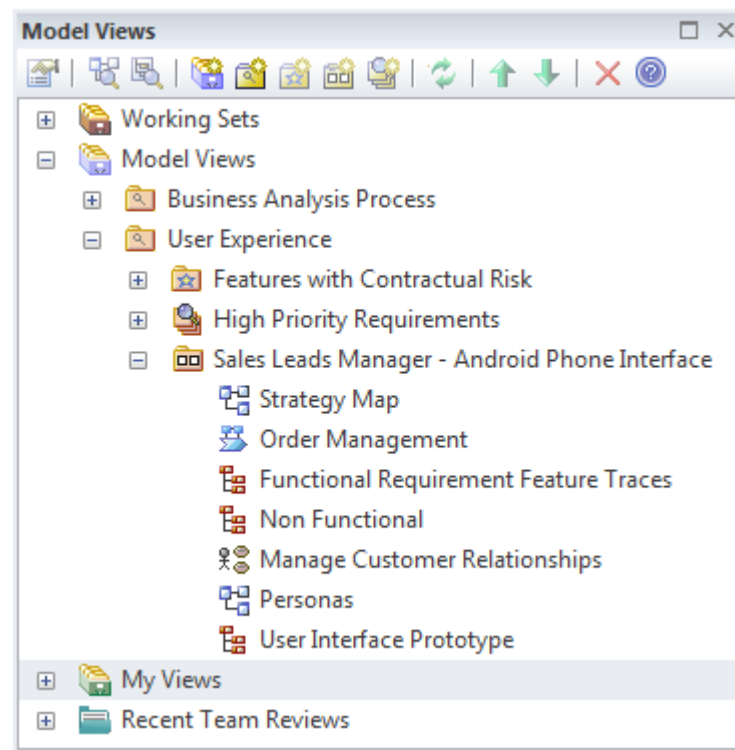 Model Views
Working Sets
Model Views
Business Analysis Process
User Experience
Features with Contractual Risk
High Priority Requirements
Sales Leads Manager - Android Phone Interface
Strategy Map
Order Management
Functional Requirement Feature Traces
Non Functional
Manage Customer Relationships
Personas
User Interface Prototype
My Views
Recent Team Reviews